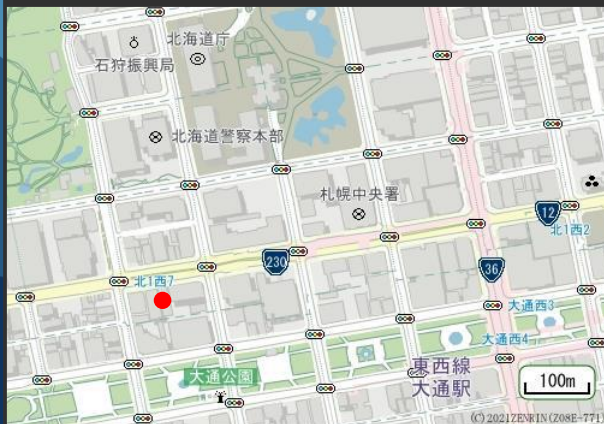 北海道庁
石狩振興局
北海道警察本部
札幌中央署
12
北1西2
230
36
北1西7
大通西3
大通西4
大通公園
東西線
大通駅
100m
(C)2021ZENRIN(Z08E-771)